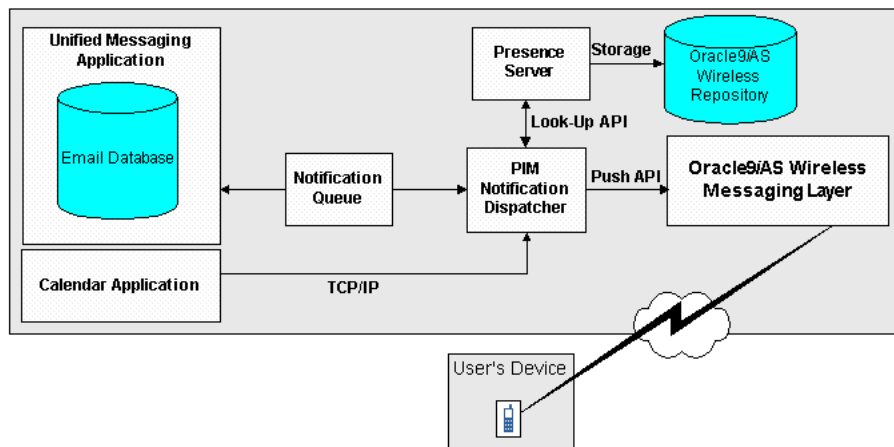 Unified Messaging
Application
Email Database
Calendar Application
Notification
Queue
TCP/IP
Presence
Server
Storage
Oracle9iAS
Wireless
Repository
Look-Up API
PIM
Notification
Dispatcher
Push API
Oracle9iAS Wireless
Messaging Layer
User's Device